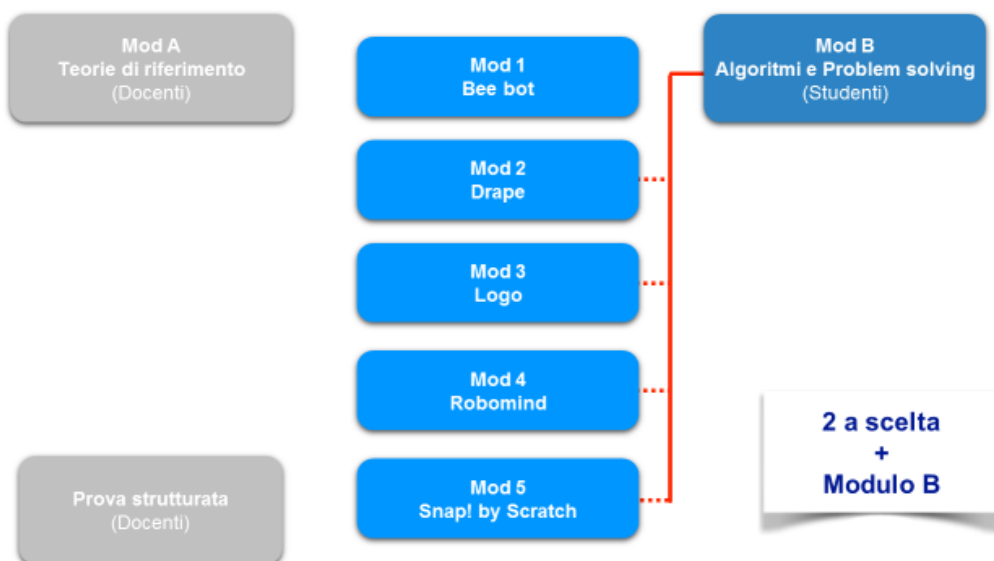 Mod A
Teorie di riferimento
(Docenti)
Mod 1
Bee bot
Mod B
Algoritmi e Problem solving
(Studenti)
Mod 2
Drape
Mod 3
Logo
Mod 4
Robomind
2 a scelta
+
Modulo B
Prova strutturata
(Docenti)
Mod 5
Snap! by Scratch